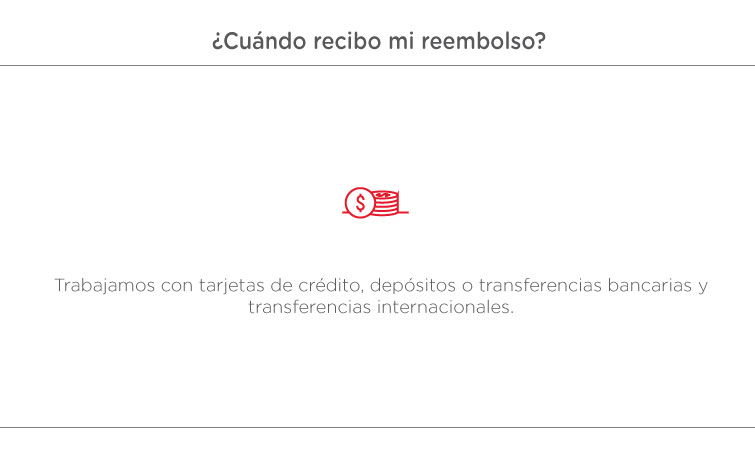 ¿Cuándo recibo mi reembolso?
$
Trabajamos con tarjetas de crédito, depósitos o transferencias bancarias y
transferencias internacionales.